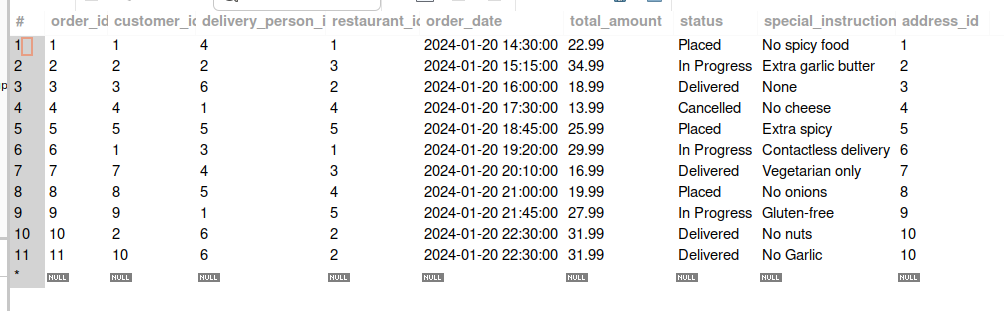 # order_id customer_id delivery_person_i restaurant_id order_date total_amount status special_instruction address_id
1 1 1 4 1 2024-01-20 14:30:00 22.99 Placed No spicy food 1
2 2 2 2 3 2024-01-20 15:15:00 34.99 In Progress Extra garlic butter 2
3 3 3 6 2 2024-01-20 16:00:00 18.99 Delivered None 3
4 4 4 1 4 2024-01-20 17:30:00 13.99 Cancelled No cheese 4
5 5 5 5 5 2024-01-20 18:45:00 25.99 Placed Extra spicy 5
6 6 1 3 1 2024-01-20 19:20:00 29.99 In Progress Contactless delivery 6
7 7 7 4 3 2024-01-20 20:10:00 16.99 Delivered Vegetarian only 7
8 8 8 5 4 2024-01-20 21:00:00 19.99 Placed No onions 8
9 9 9 1 5 2024-01-20 21:45:00 27.99 In Progress Gluten-free 9
10 10 2 6 2 2024-01-20 22:30:00 31.99 Delivered No nuts 10
11 11 10 6 2 2024-01-20 22:30:00 31.99 Delivered No Garlic 10
* NULL NULL NULL NULL NULL NULL NULL NULL NULL